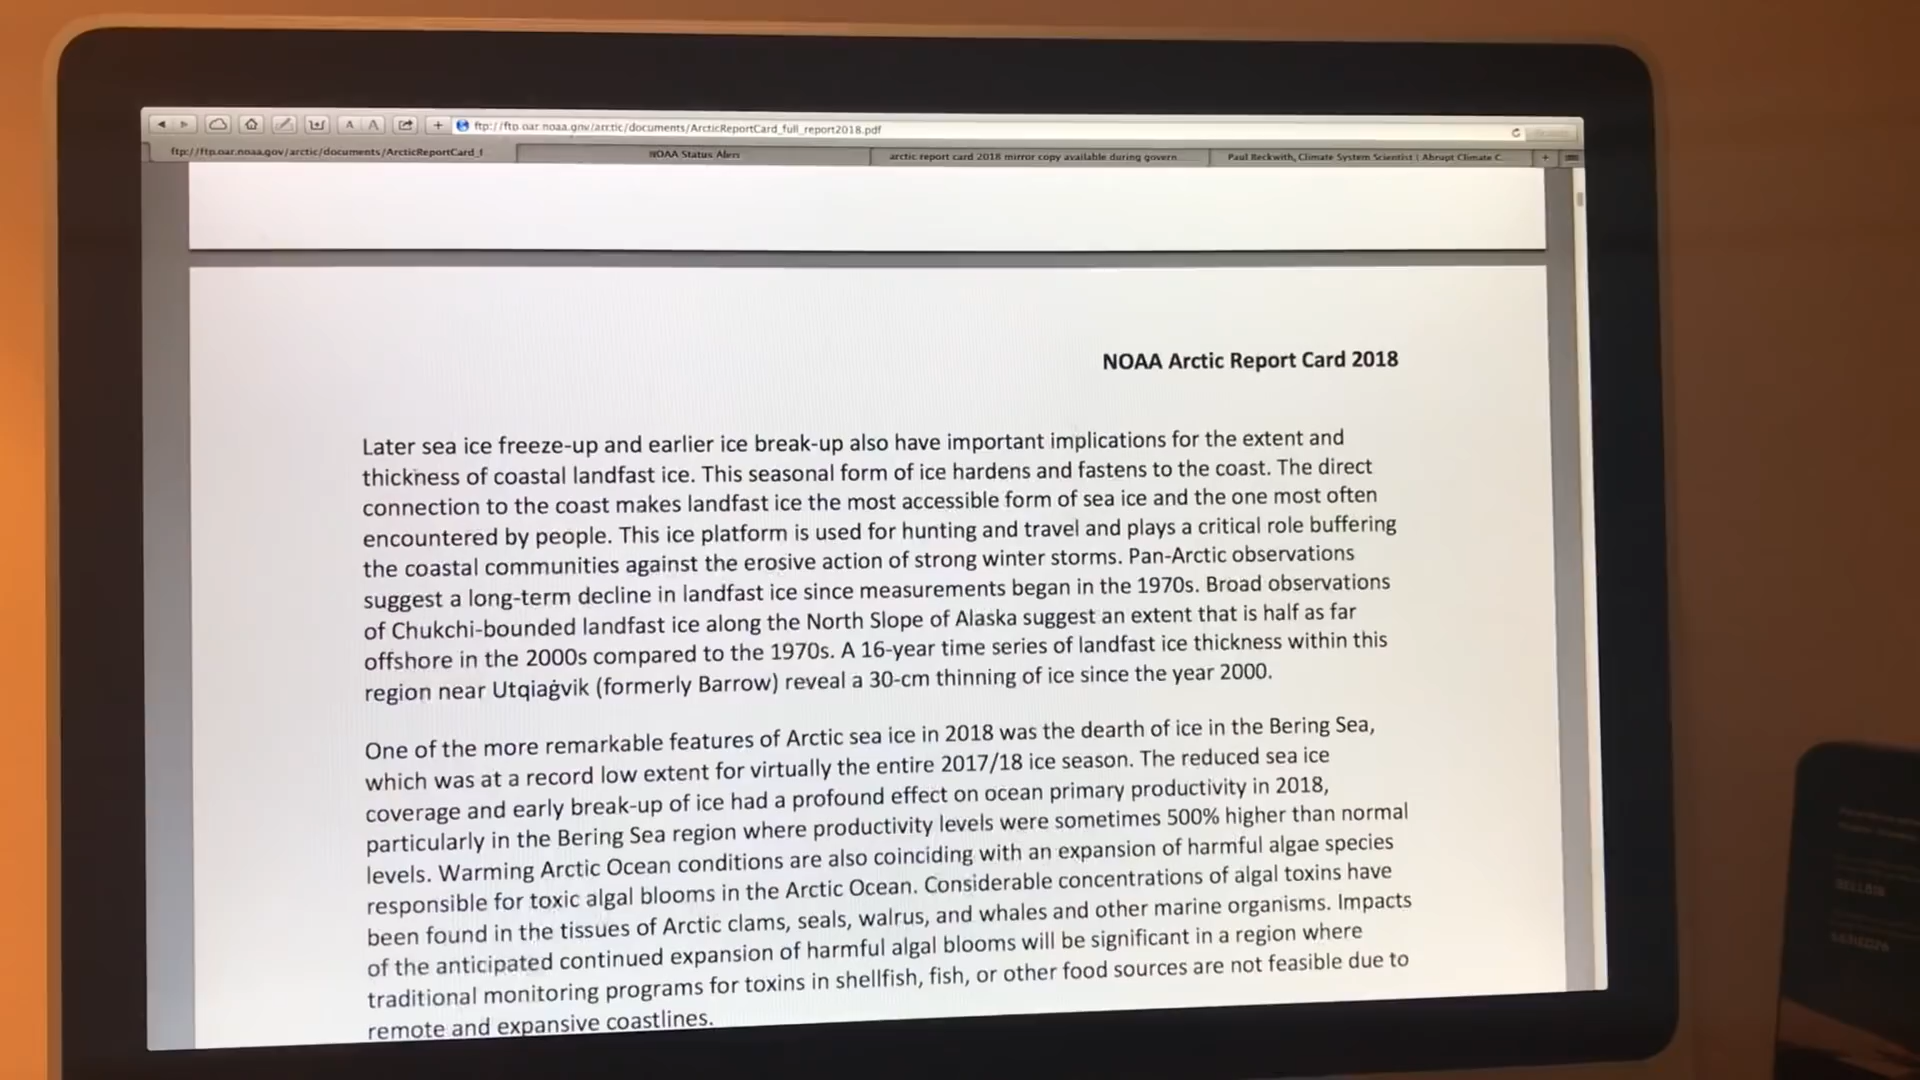 ftp://ftp.oar.noaa.gov/arctic/documents/ArcticReportCard_full_report2018.pdf
ftp://ftp.oar.noaa.gov/arctic/documents/ArcticReportCard_f
NOAA Status Alert
arctic report card 2018 mirror copy available during govern
Paul Beckwith, Climate System Scientist | Abrupt Climate C
NOAA Arctic Report Card 2018
Later sea ice freeze-up and earlier ice break-up also have important implications for the extent and
thickness of coastal landfast ice. This seasonal form of ice hardens and fastens to the coast. The direct
connection to the coast makes landfast ice the most accessible form of sea ice and the one most often
encountered by people. This ice platform is used for hunting and travel and plays a critical role buffering
the coastal communities against the erosive action of strong winter storms. Pan-Arctic observations
suggest a long-term decline in landfast ice since measurements began in the 1970s. Broad observations
of Chukchi-bounded landfast ice along the North Slope of Alaska suggest an extent that is half as far
offshore in the 2000s compared to the 1970s. A 16-year time series of landfast ice thickness within this
region near Utqiaġvik (formerly Barrow) reveal a 30-cm thinning of ice since the year 2000.
One of the more remarkable features of Arctic sea ice in 2018 was the dearth of ice in the Bering Sea,
which was at a record low extent for virtually the entire 2017/18 ice season. The reduced sea ice
coverage and early break-up of ice had a profound effect on ocean primary productivity in 2018,
particularly in the Bering Sea region where productivity levels were sometimes 500% higher than normal
levels. Warming Arctic Ocean conditions are also coinciding with an expansion of harmful algae species
responsible for toxic algal blooms in the Arctic Ocean. Considerable concentrations of algal toxins have
been found in the tissues of Arctic clams, seals, walrus, and whales and other marine organisms. Impacts
of the anticipated continued expansion of harmful algal blooms will be significant in a region where
traditional monitoring programs for toxins in shellfish, fish, or other food sources are not feasible due to
remote and expansive coastlines.